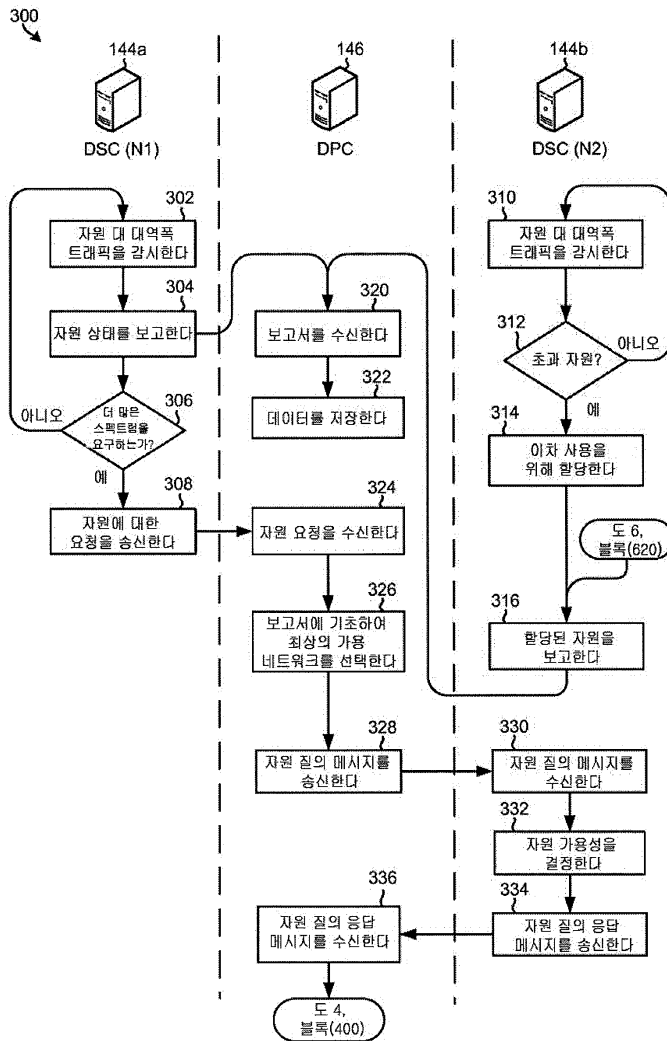 300
144a
146
144b
DSC (N1)
DPC
DSC (N2)
302
자원 대 대역폭
트래픽을 감시한다
304
자원 상태를 보고한다
306
더 많은
스펙트럼을
요구하는가?
아니오
예
308
자원에 대한
요청을 송신한다
320
보고서를 수신한다
322
데이터를 저장한다
324
자원 요청을 수신한다
326
보고서에 기초하여
최상의 가용
네트워크를 선택한다
328
자원 질의 메시지를
송신한다
336
자원 질의 응답
메시지를 수신한다
도 4,
블록(400)
310
자원 대 대역폭
트래픽을 감시한다
312
초과 자원?
아니오
예
314
이차 사용을
위해 할당한다
도 6,
블록(620)
316
할당된 자원을
보고한다
330
자원 질의 메시지를
수신한다
332
자원 가용성을
결정한다
334
자원 질의 응답
메시지를 송신한다